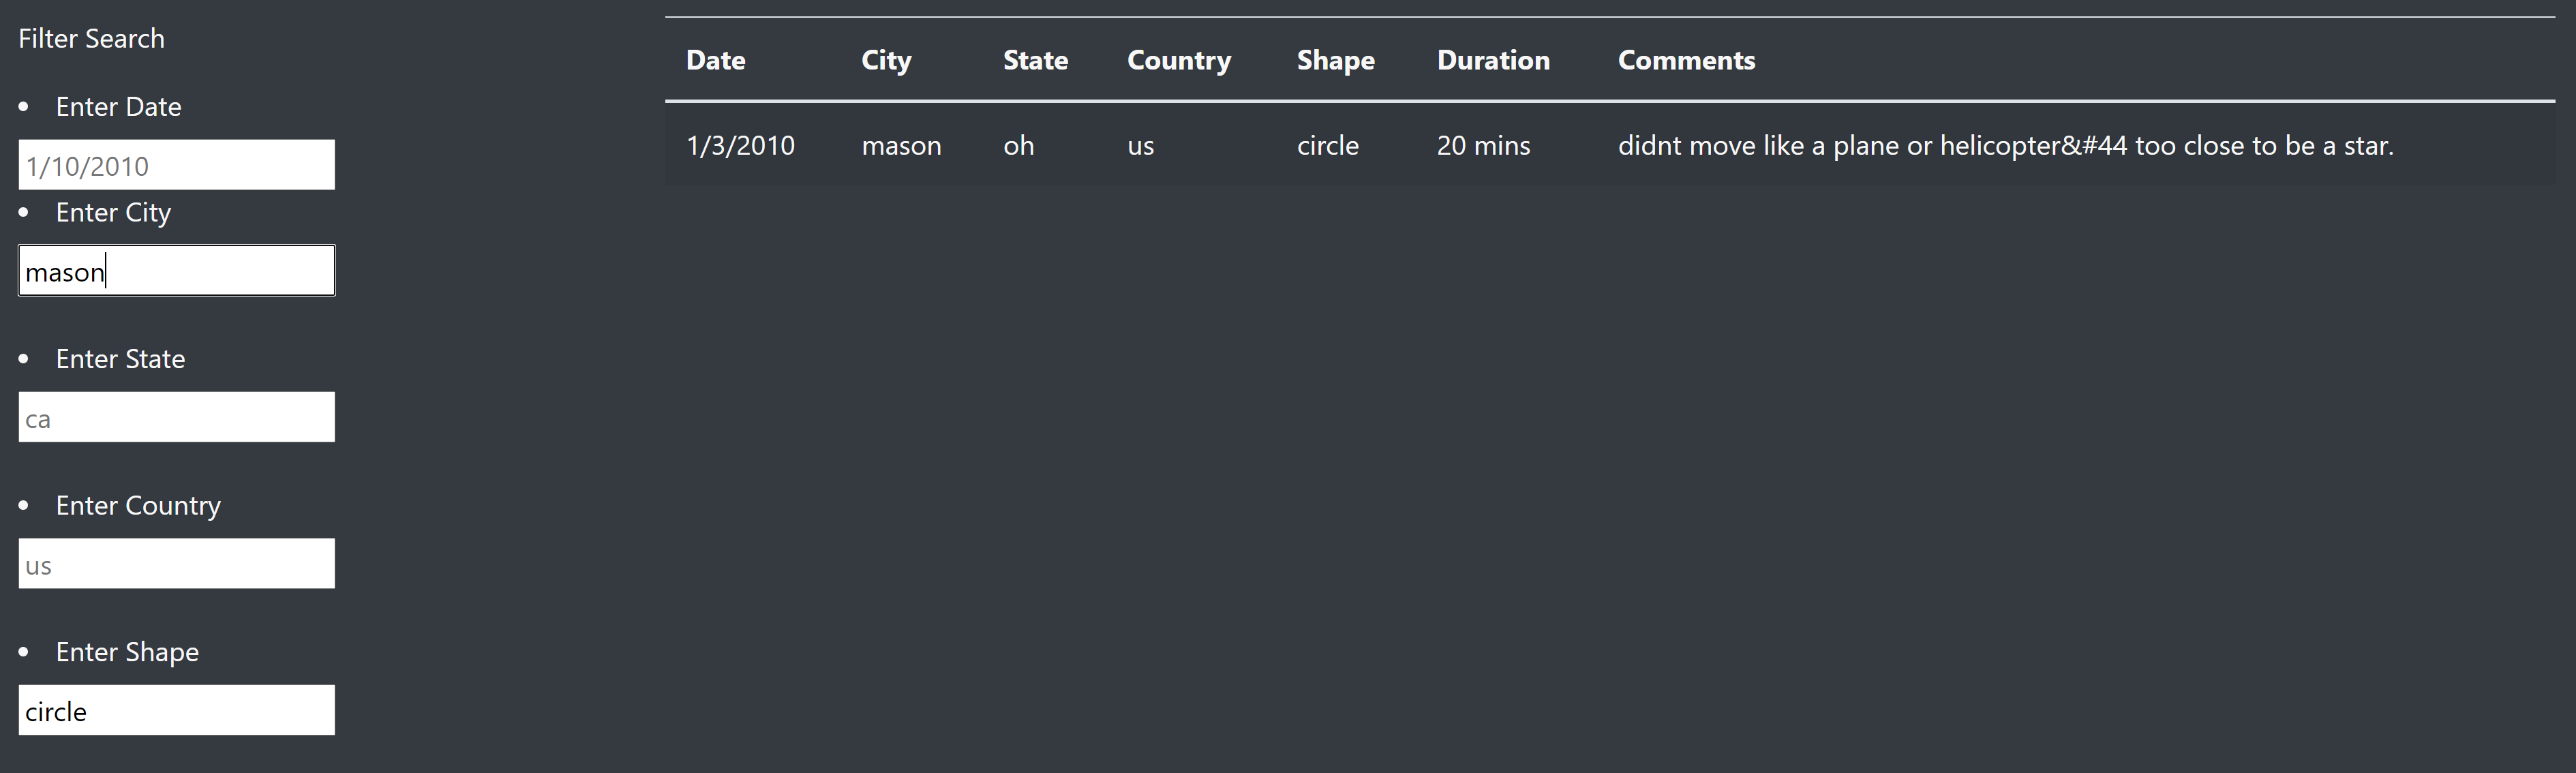 Filter Search
Enter Date
1/10/2010
Enter City
mason
Enter State
ca
Enter Country
us
Enter Shape
circle
Date City State Country Shape Duration Comments
1/3/2010 mason oh us circle 20 mins didnt move like a plane or helicopter&#44 too close to be a star.